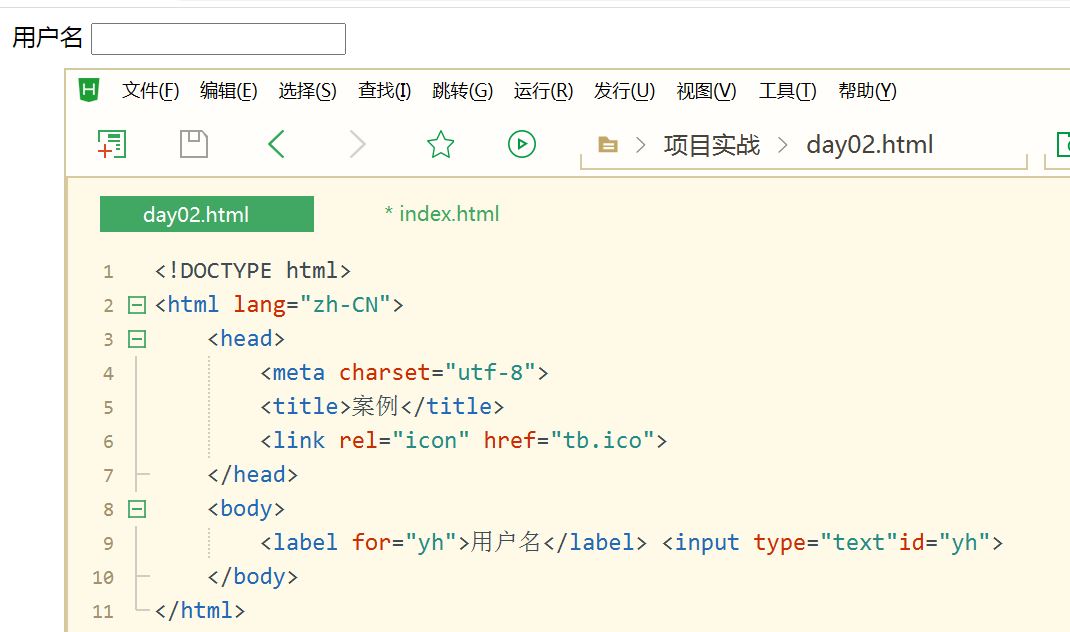 用户名
H 文件(F) 编辑(E) 选择(S) 查找(I) 跳转(G) 运行(R) 发行(U) 视图(V) 工具(T) 帮助(Y)
项目实战 > day02.html
day02.html * index.html
1 <!DOCTYPE html>
2 <html lang="zh-CN">
3 <head>
4 <meta charset="utf-8">
5 <title>案例</title>
6 <link rel="icon" href="tb.ico">
7 </head>
8 <body>
9 <label for="yh">用户名</label> <input type="text"id="yh">
10 </body>
11 </html>